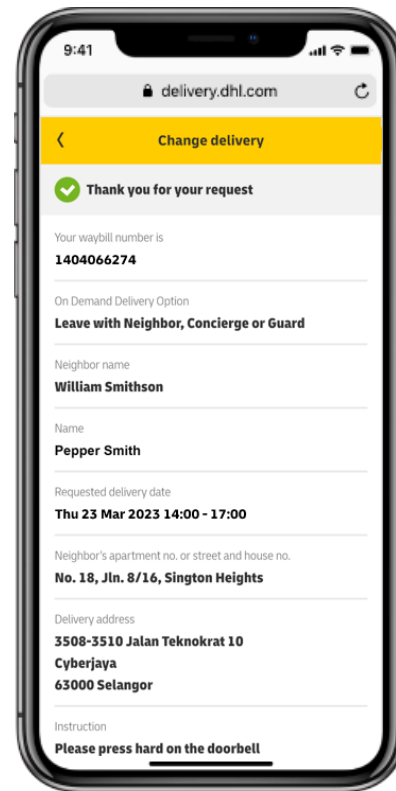 9:41
delivery.dhl.com
Change delivery
Thank you for your request
Your waybill number is
1404066274
On Demand Delivery Option
Leave with Neighbor, Concierge or Guard
Neighbor name
William Smithson
Name
Pepper Smith
Requested delivery date
Thu 23 Mar 2023 14:00 - 17:00
Neighbor's apartment no. or street and house no.
No. 18, Jln. 8/16, Sington Heights
Delivery address
3508-3510 Jalan Teknokrat 10
Cyberjaya
63000 Selangor
Instruction
Please press hard on the doorbell